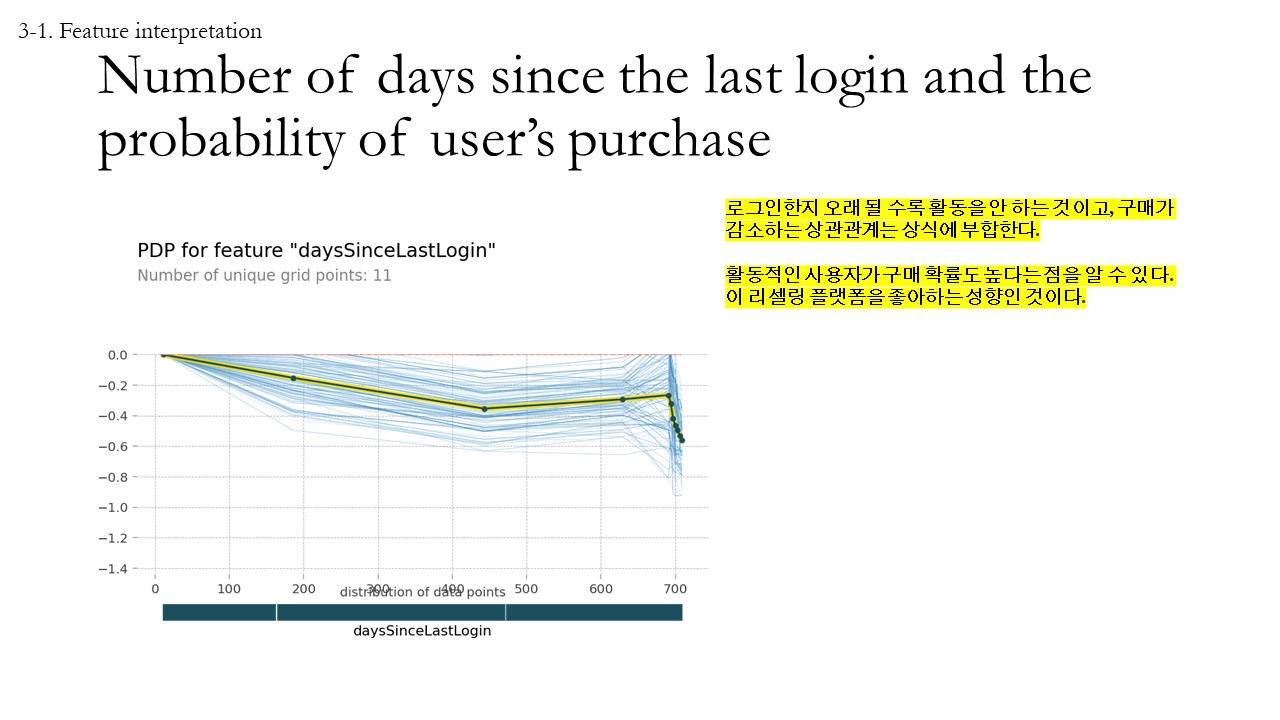 3-1. Feature interpretation
Number of days since the last login and the
probability of user’s purchase
로그인한지 오래 될 수록 활동을 안 하는 것이고, 구매가
감소하는 상관관계는 상식에 부합한다.
활동적인 사용자가 구매 확률도 높다는 점을 알 수 있다.
이 리셀링 플랫폼을 좋아하는 성향인 것이다.
PDP for feature "daysSinceLastLogin"
Number of unique grid points: 11
0.0
−0.2
−0.4
−0.6
−0.8
−1.0
−1.2
−1.4
0 100 200 300 400 500 600 700
distribution of data points
daysSinceLastLogin